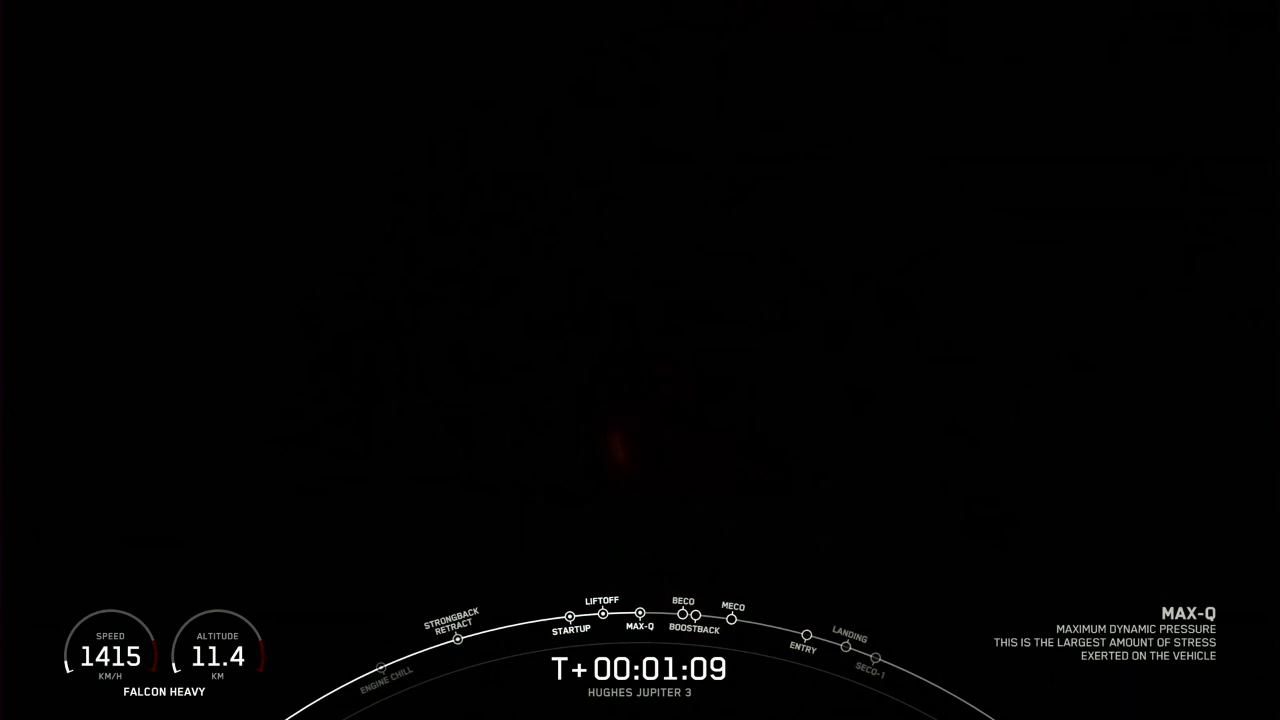 SPEED
1415
KM/H
ALTITUDE
11.4
KM
FALCON HEAVY
ENGINE CHILL
STRONGBACK
RETRACT
STARTUP
LIFTOFF
MAX-Q
BECO
BOOSTBACK
MECO
ENTRY
LANDING
SECO-1
T+ 00:01:09
HUGHES JUPITER 3
MAX-Q
MAXIMUM DYNAMIC PRESSURE
THIS IS THE LARGEST AMOUNT OF STRESS
EXERTED ON THE VEHICLE